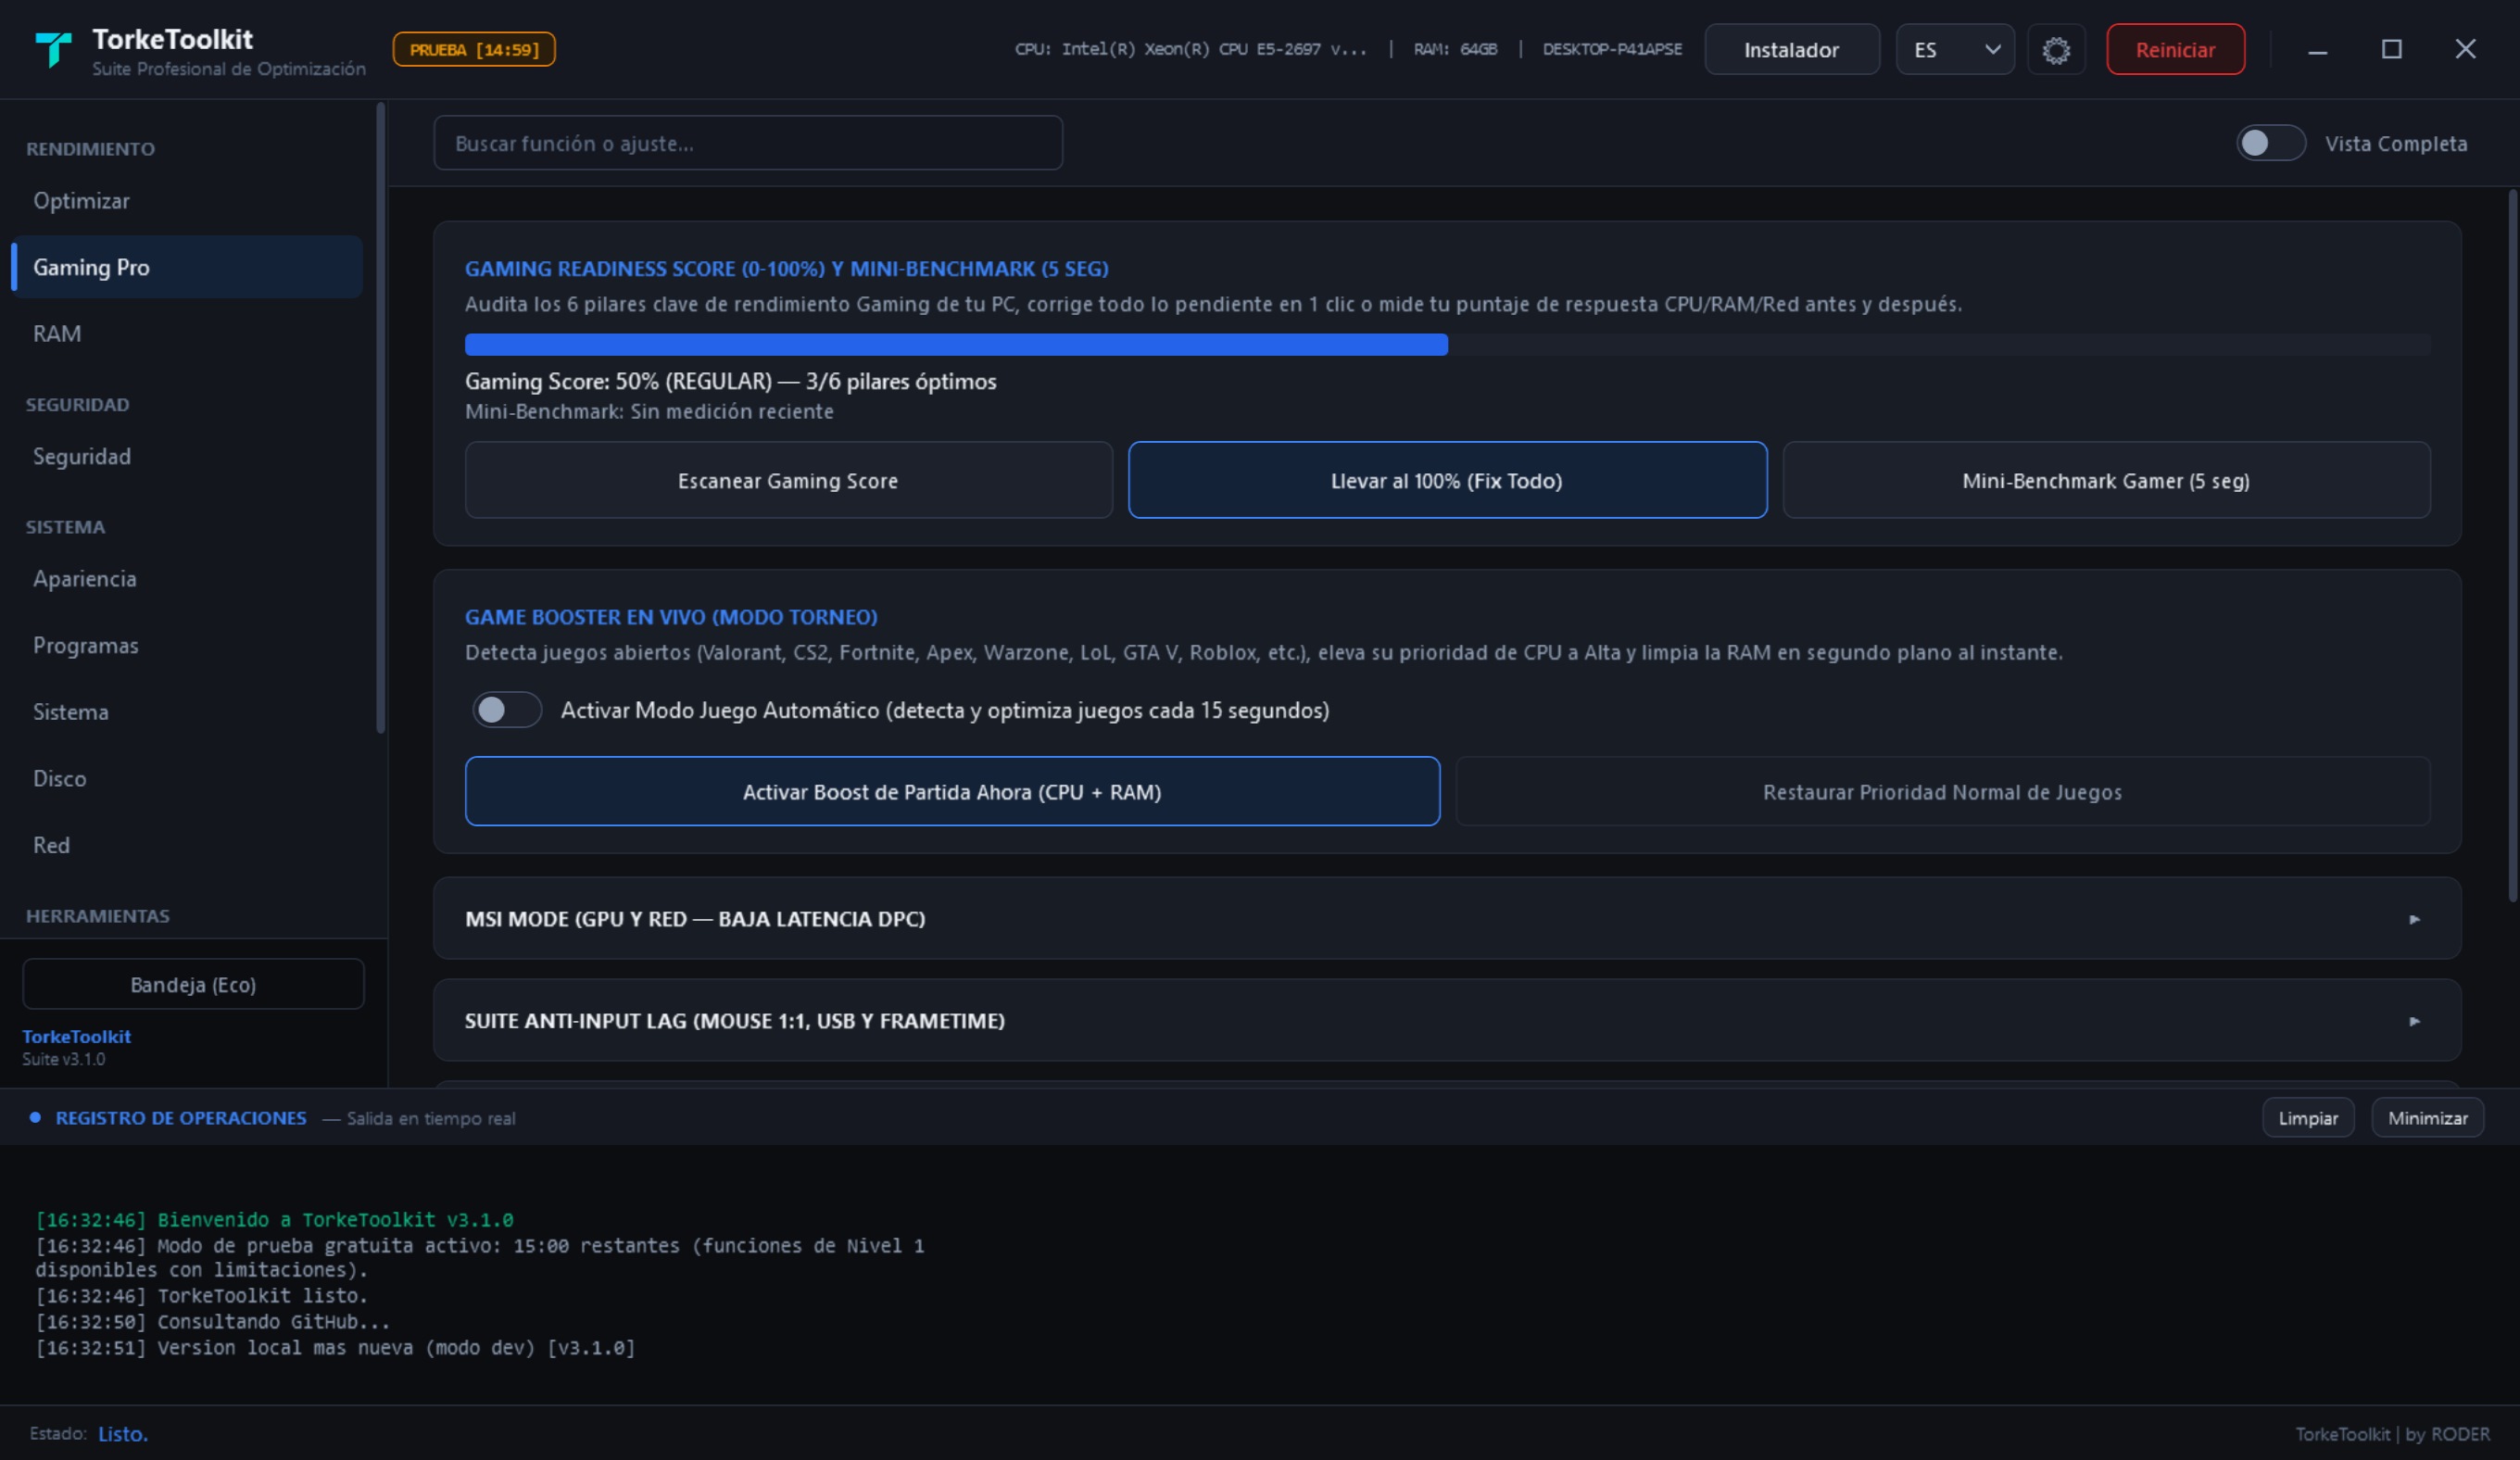 TorkeToolkit
Suite Profesional de Optimización
PRUEBA [14:59]
CPU: Intel(R) Xeon(R) CPU E5-2697 v... | RAM: 64GB | DESKTOP-P41APSE
Instalador
ES
Reiniciar
RENDIMIENTO
Optimizar
Gaming Pro
RAM
SEGURIDAD
Seguridad
SISTEMA
Apariencia
Programas
Sistema
Disco
Red
HERRAMIENTAS
Bandeja (Eco)
TorkeToolkit
Suite v3.1.0
Buscar función o ajuste...
Vista Completa
GAMING READINESS SCORE (0-100%) Y MINI-BENCHMARK (5 SEG)
Audita los 6 pilares clave de rendimiento Gaming de tu PC, corrige todo lo pendiente en 1 clic o mide tu puntaje de respuesta CPU/RAM/Red antes y después.
Gaming Score: 50% (REGULAR) — 3/6 pilares óptimos
Mini-Benchmark: Sin medición reciente
Escanear Gaming Score
Llevar al 100% (Fix Todo)
Mini-Benchmark Gamer (5 seg)
GAME BOOSTER EN VIVO (MODO TORNEO)
Detecta juegos abiertos (Valorant, CS2, Fortnite, Apex, Warzone, LoL, GTA V, Roblox, etc.), eleva su prioridad de CPU a Alta y limpia la RAM en segundo plano al instante.
Activar Modo Juego Automático (detecta y optimiza juegos cada 15 segundos)
Activar Boost de Partida Ahora (CPU + RAM)
Restaurar Prioridad Normal de Juegos
MSI MODE (GPU Y RED — BAJA LATENCIA DPC)
SUITE ANTI-INPUT LAG (MOUSE 1:1, USB Y FRAMETIME)
REGISTRO DE OPERACIONES — Salida en tiempo real
Limpiar
Minimizar
[16:32:46] Bienvenido a TorkeToolkit v3.1.0
[16:32:46] Modo de prueba gratuita activo: 15:00 restantes (funciones de Nivel 1
disponibles con limitaciones).
[16:32:46] TorkeToolkit listo.
[16:32:50] Consultando GitHub...
[16:32:51] Version local mas nueva (modo dev) [v3.1.0]
Estado: Listo.
TorkeToolkit | by RODER